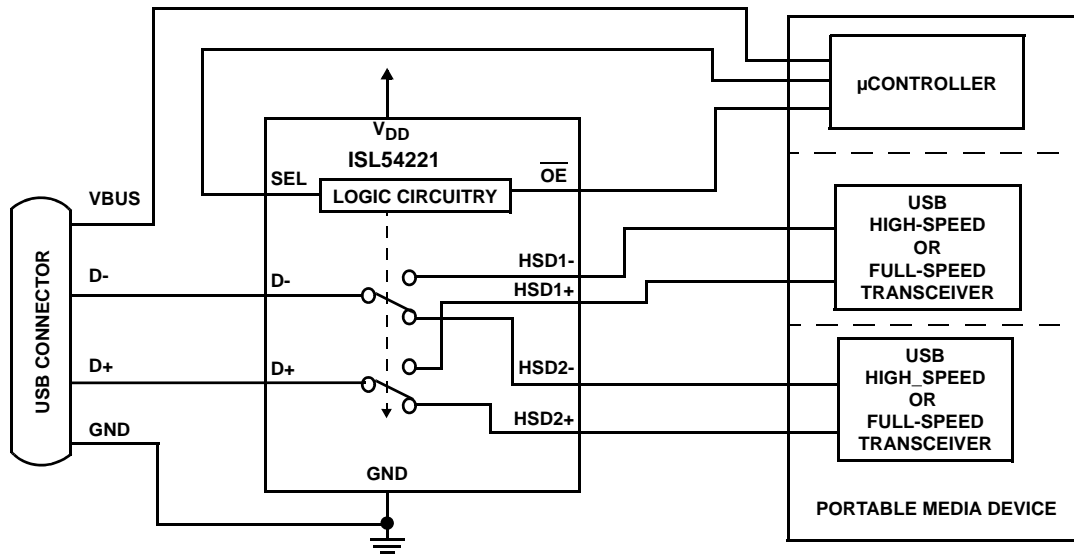 µCONTROLLER
VDD
ISL54221
SEL
OE
LOGIC CIRCUITRY
VBUS
USB CONNECTOR
D-
D-
D+
D+
GND
GND
HSD1-
HSD1+
HSD2-
HSD2+
USB
HIGH-SPEED
OR
FULL-SPEED
TRANSCEIVER
USB
HIGH_SPEED
OR
FULL-SPEED
TRANSCEIVER
PORTABLE MEDIA DEVICE